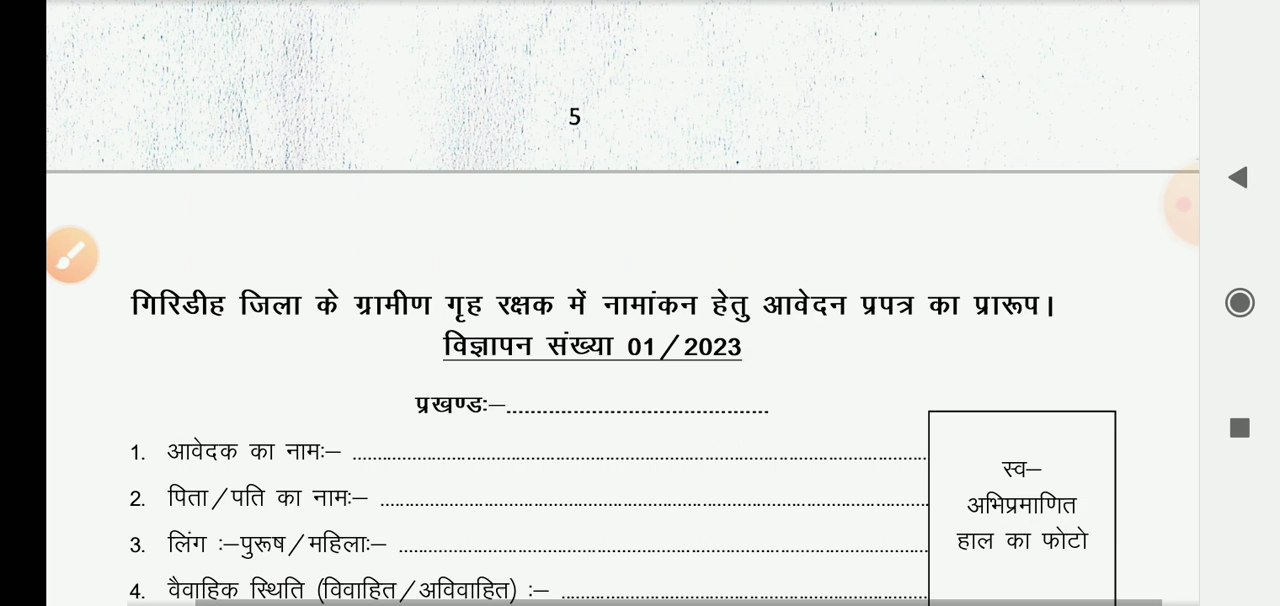 5
गिरिडीह जिला के ग्रामीण गृह रक्षक में नामांकन हेतु आवेदन प्रपत्र का प्रारूप।
विज्ञापन संख्या 01/2023
प्रखण्डः–............................................
1. आवेदक का नामः– ................................................................................................
स्व–
2. पिता/पति का नामः– ............................................................................................
अभिप्रमाणित
3. लिंग :–पुरूष/महिलाः– .........................................................................................
हाल का फोटो
4. वैवाहिक स्थिति (विवाहित/अविवाहित) :– ..............................................................